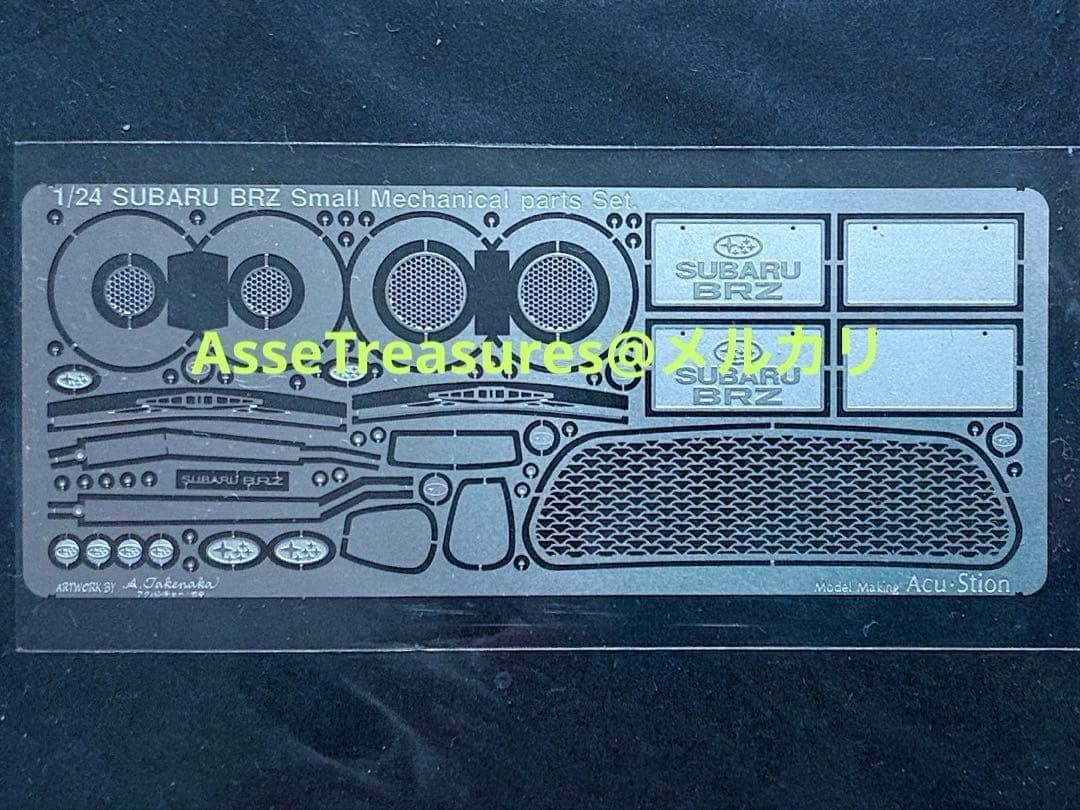 1/24 SUBARU BRZ Small Mechanical parts Set.
SUBARU
BRZ
AsseTreasures@メルカリ
SUBARU
BRZ
SUBARU BRZ
ARTWORK BY A.Takenaka
Model Making Acu・Stion